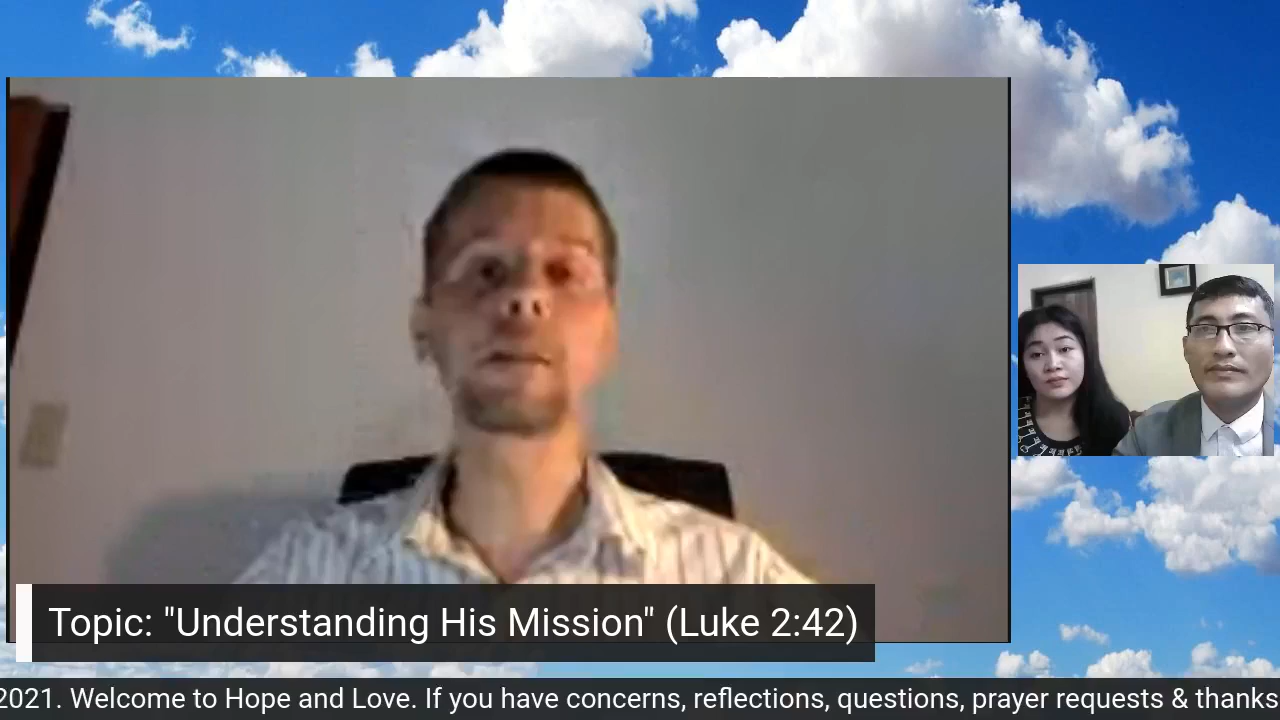 Topic: "Understanding His Mission" (Luke 2:42)
2021. Welcome to Hope and Love. If you have concerns, reflections, questions, prayer requests & thanks